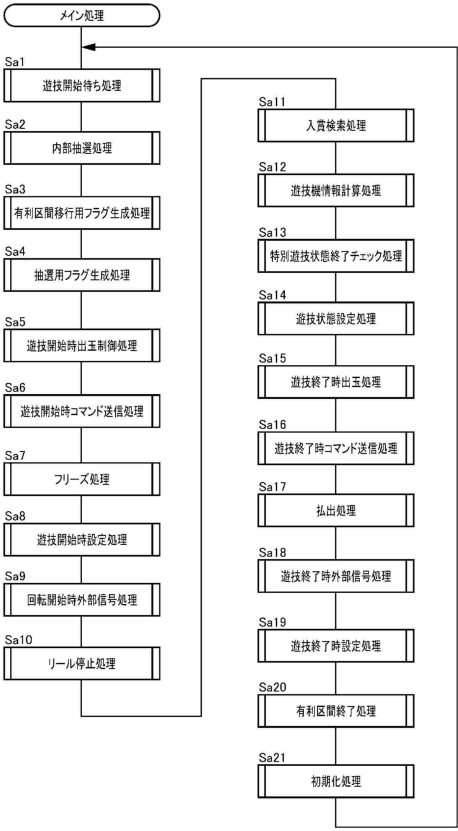 メイン処理
Sa1
遊技開始待ち処理
Sa2
内部抽選処理
Sa3
有利区間移行用フラグ生成処理
Sa4
抽選用フラグ生成処理
Sa5
遊技開始時出玉制御処理
Sa6
遊技開始時コマンド送信処理
Sa7
フリーズ処理
Sa8
遊技開始時設定処理
Sa9
回転開始時外部信号処理
Sa10
リール停止処理
Sa11
入賞検索処理
Sa12
遊技機情報計算処理
Sa13
特別遊技状態終了チェック処理
Sa14
遊技状態設定処理
Sa15
遊技終了時出玉処理
Sa16
遊技終了時コマンド送信処理
Sa17
払出処理
Sa18
遊技終了時外部信号処理
Sa19
遊技終了時設定処理
Sa20
有利区間終了処理
Sa21
初期化処理